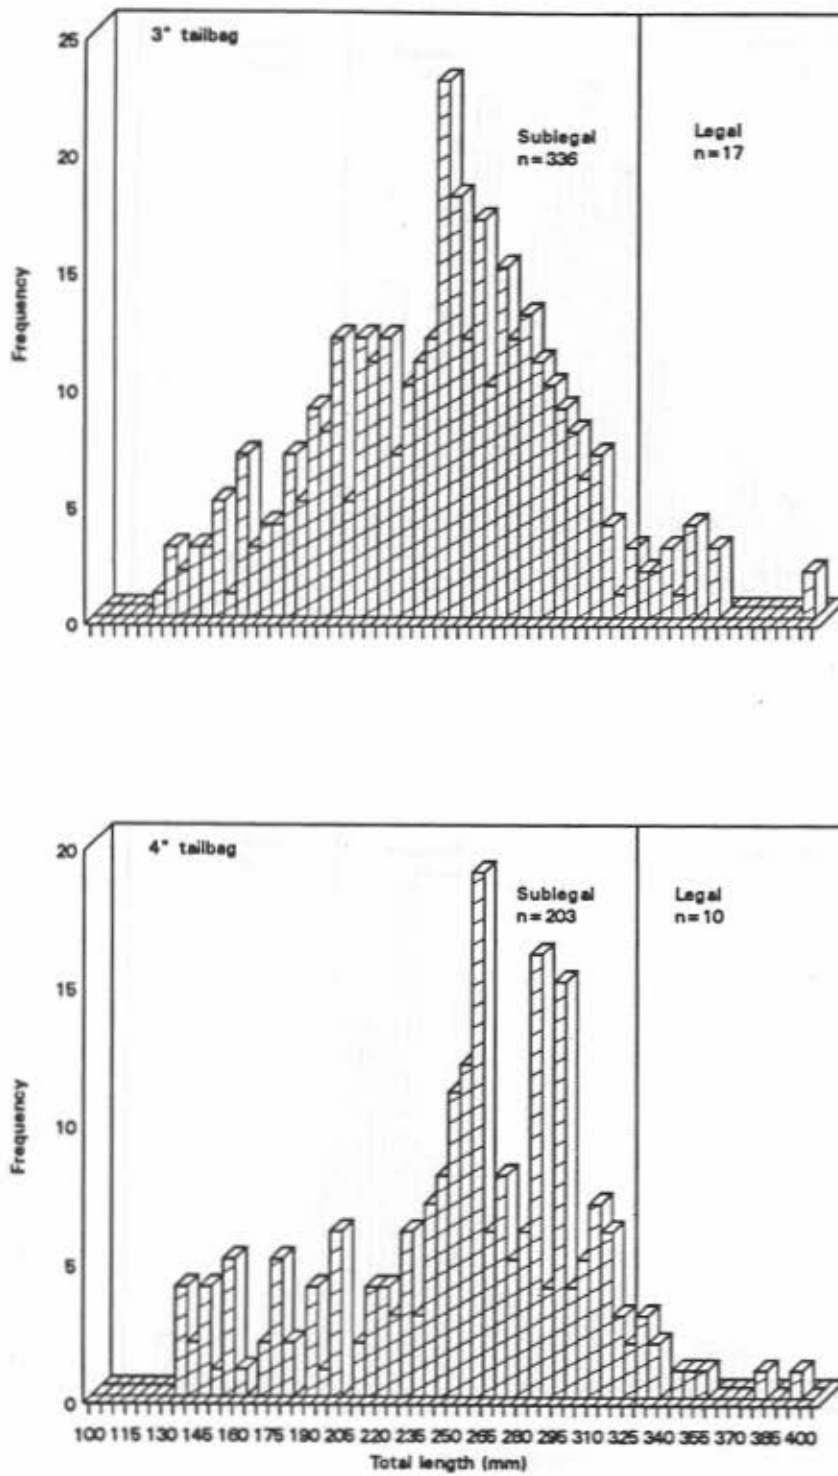 3" tailbag
25
20
15
10
5
0
Frequency
Sublegal
n=336
Legal
n=17
4" tailbag
20
15
10
5
0
Frequency
Sublegal
n=203
Legal
n=10
100 115 130 145 160 175 190 205 220 235 250 265 280 295 310 325 340 355 370 385 400
Total length (mm)